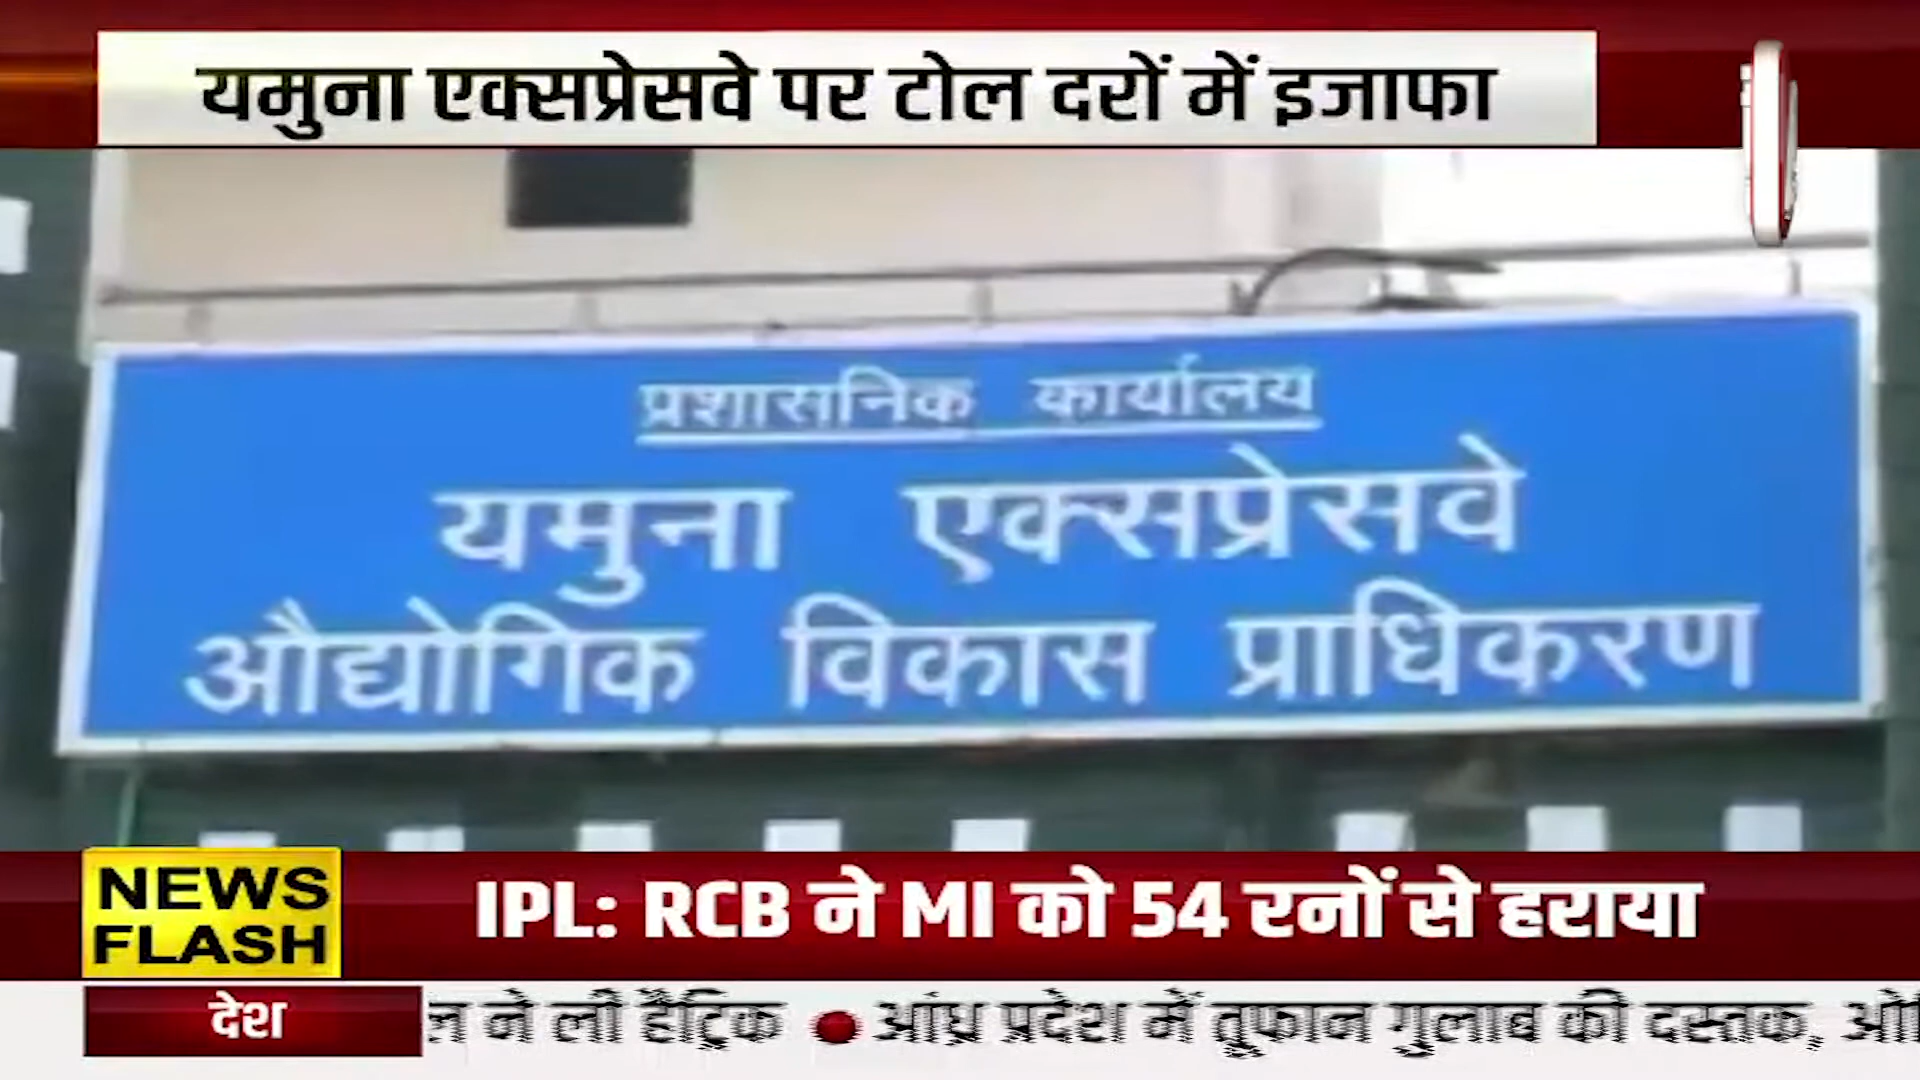 यमुना एक्सप्रेसवे पर टोल दरों में इजाफा
प्रशासनिक कार्यालय
यमुना एक्सप्रेसवे
औद्योगिक विकास प्राधिकरण
NEWS
FLASH
IPL: RCB ने MI को 54 रनों से हराया
देश
ने ली हैट्रिक ● आंध्र प्रदेश में तूफान गुलाब की दस्तक,